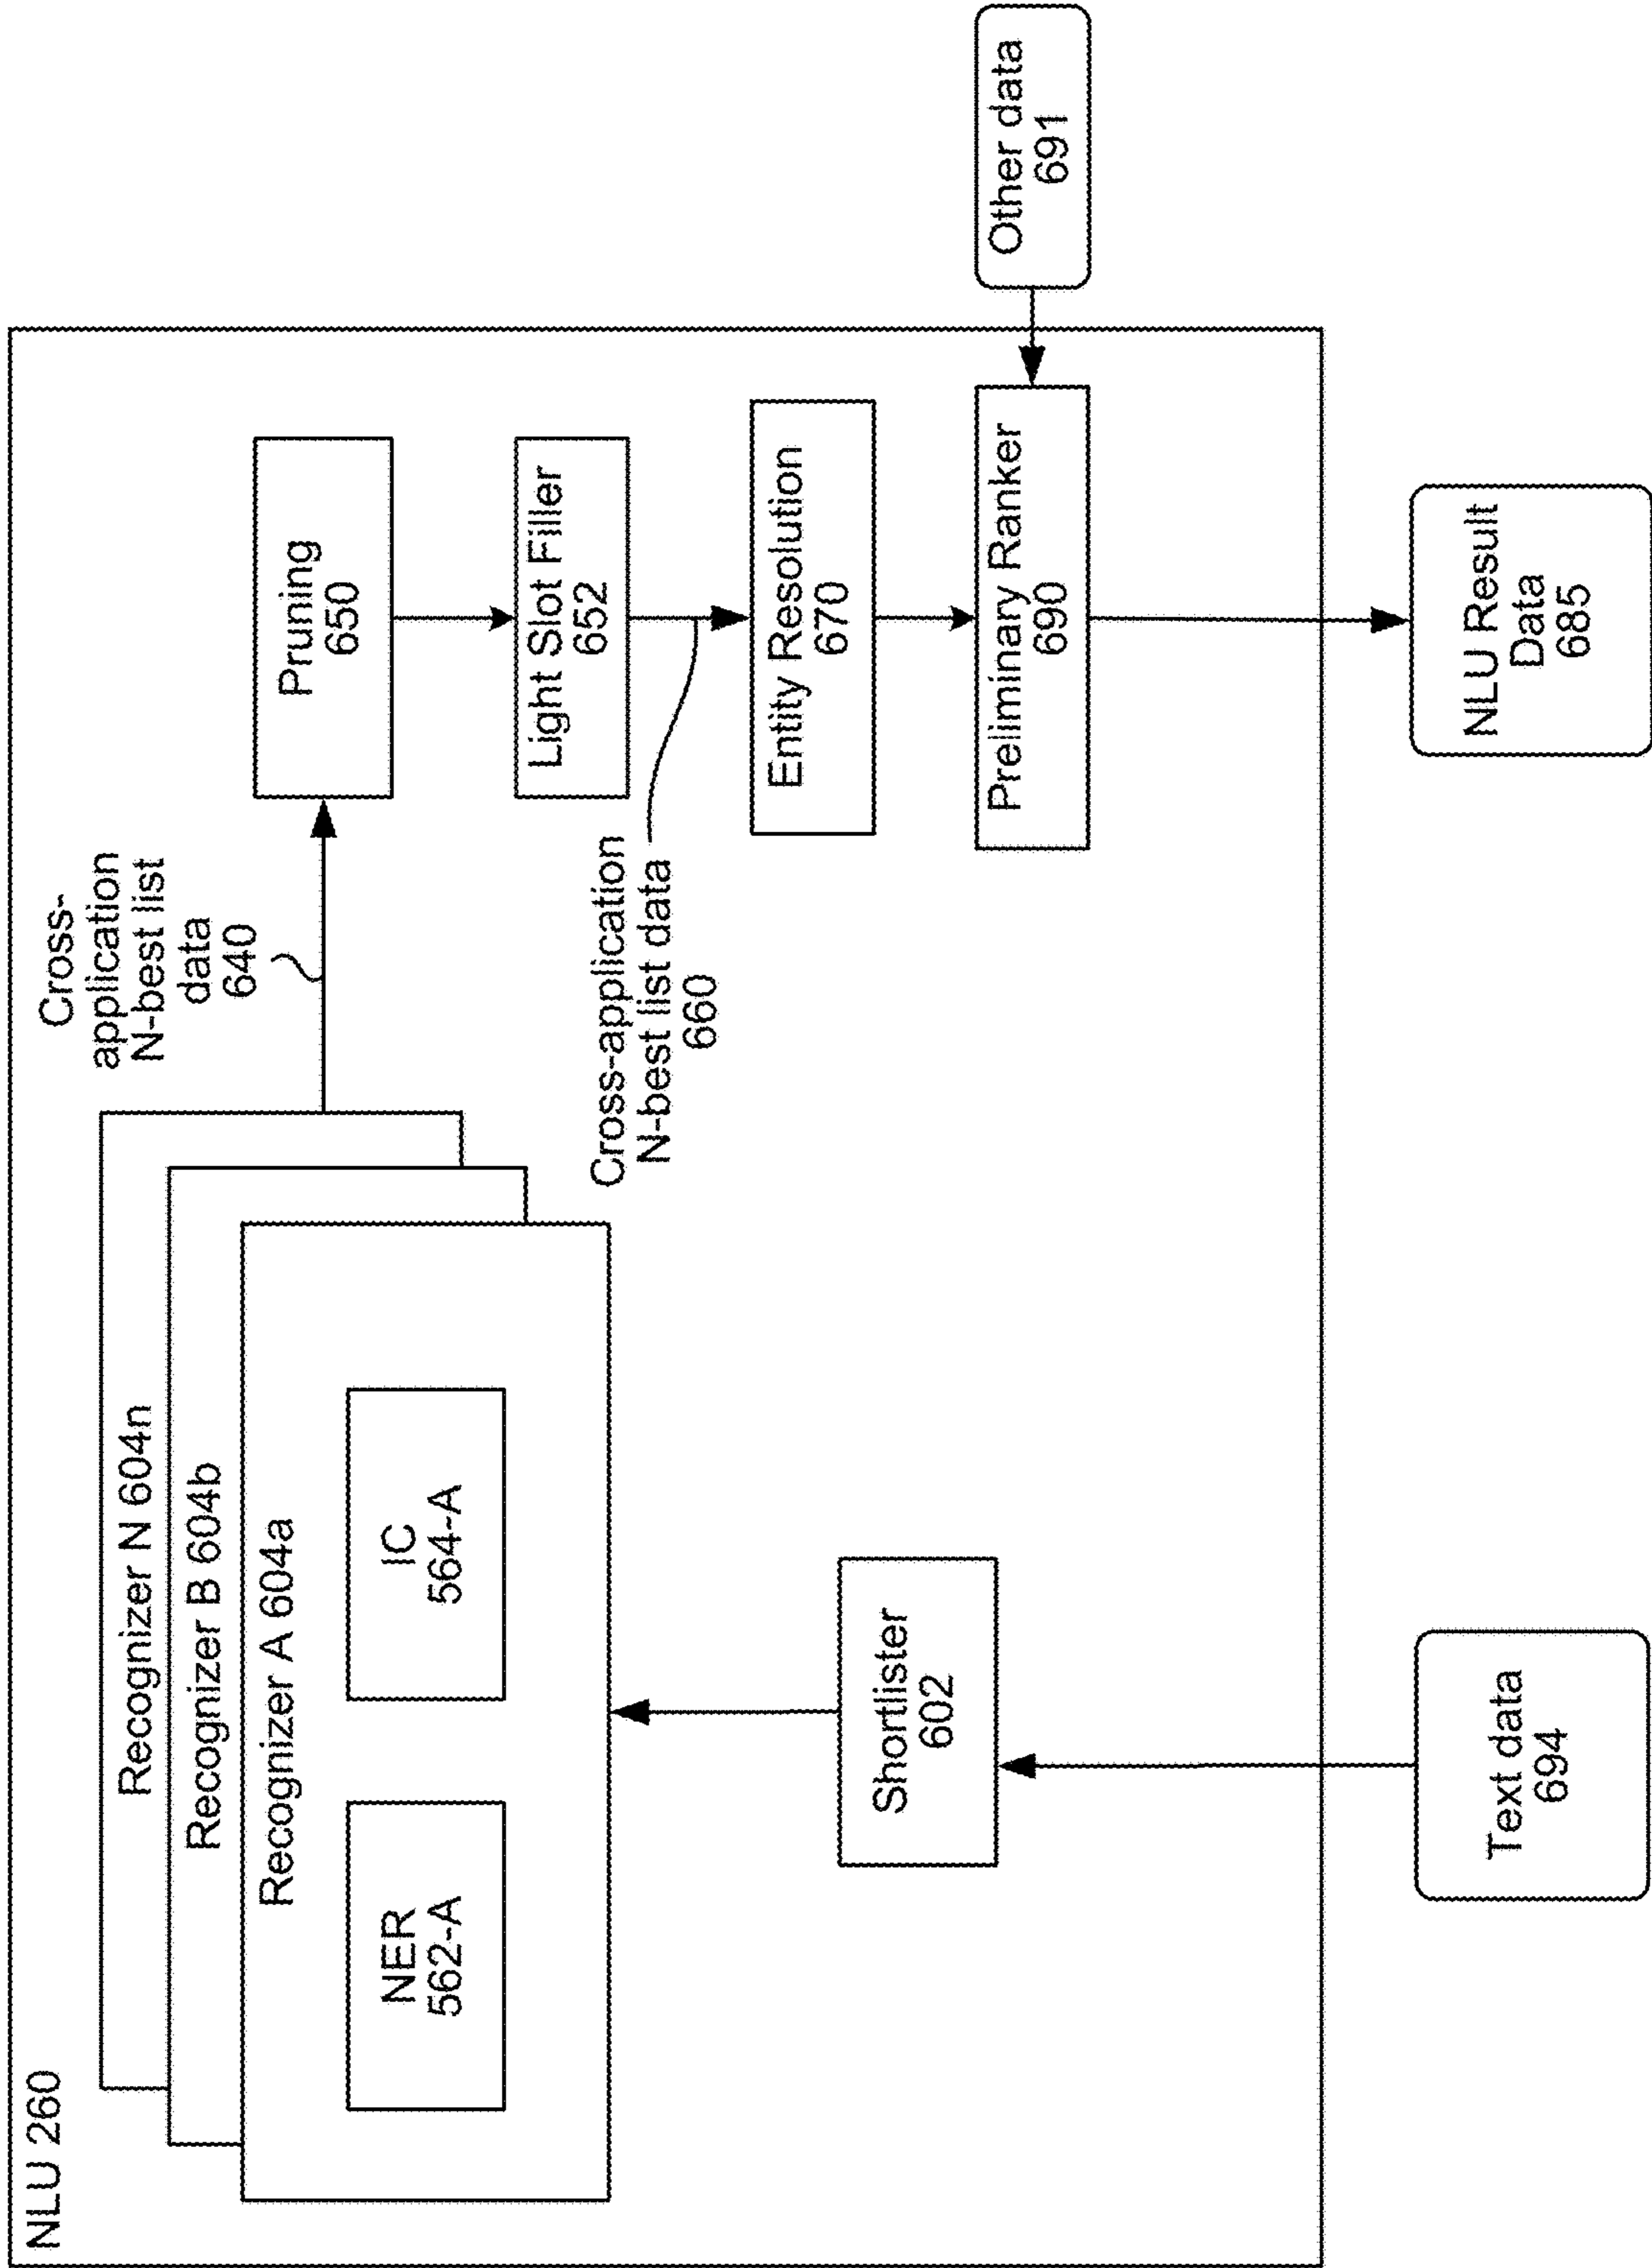 NLU 260
Recognizer N 604n
Recognizer B 604b
Recognizer A 604a
NER
562-A
IC
564-A
Cross-
application
N-best list
data
640
Pruning
650
Light Slot Filler
652
Cross-application
N-best list data
660
Entity Resolution
670
Preliminary Ranker
690
Other data
691
Shortlister
602
Text data
694
NLU Result
Data
685